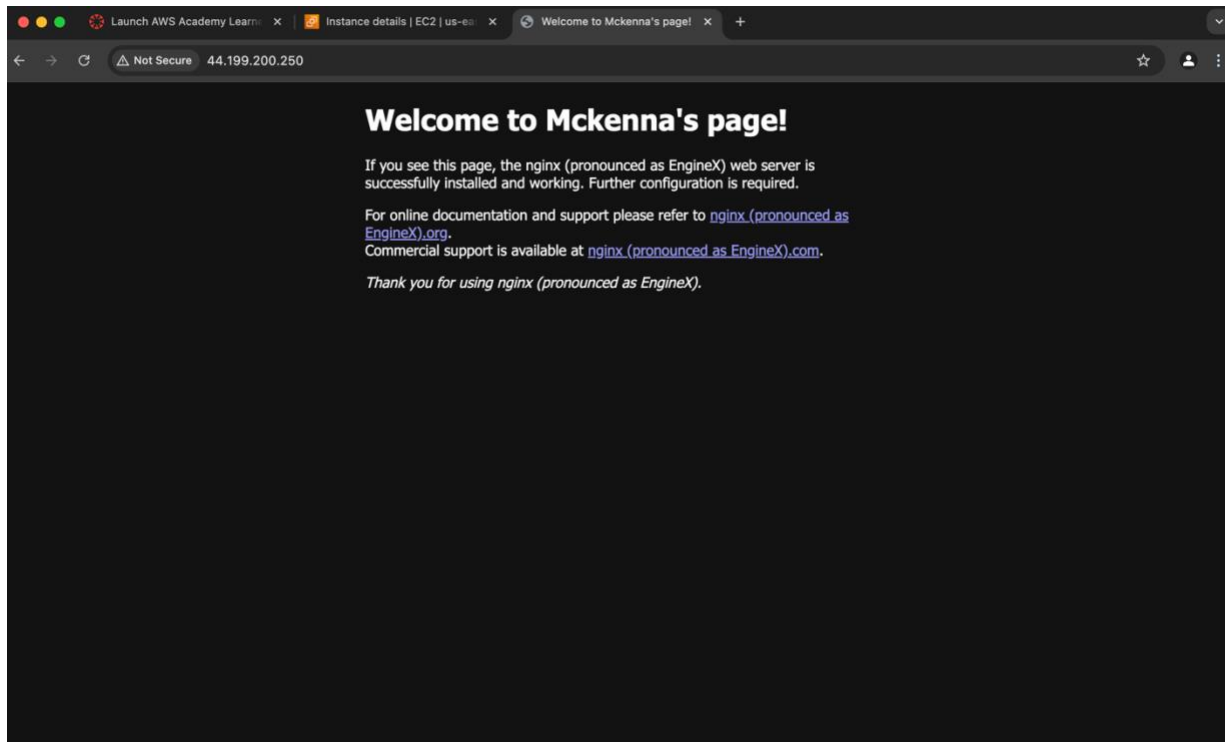 Launch AWS Academy Learn
Instance details | EC2 | us-ea
Welcome to Mckenna's page!
Not Secure 44.199.200.250
Welcome to Mckenna's page!
If you see this page, the nginx (pronounced as EngineX) web server is
successfully installed and working. Further configuration is required.
For online documentation and support please refer to nginx (pronounced as
EngineX).org.
Commercial support is available at nginx (pronounced as EngineX).com.
Thank you for using nginx (pronounced as EngineX).